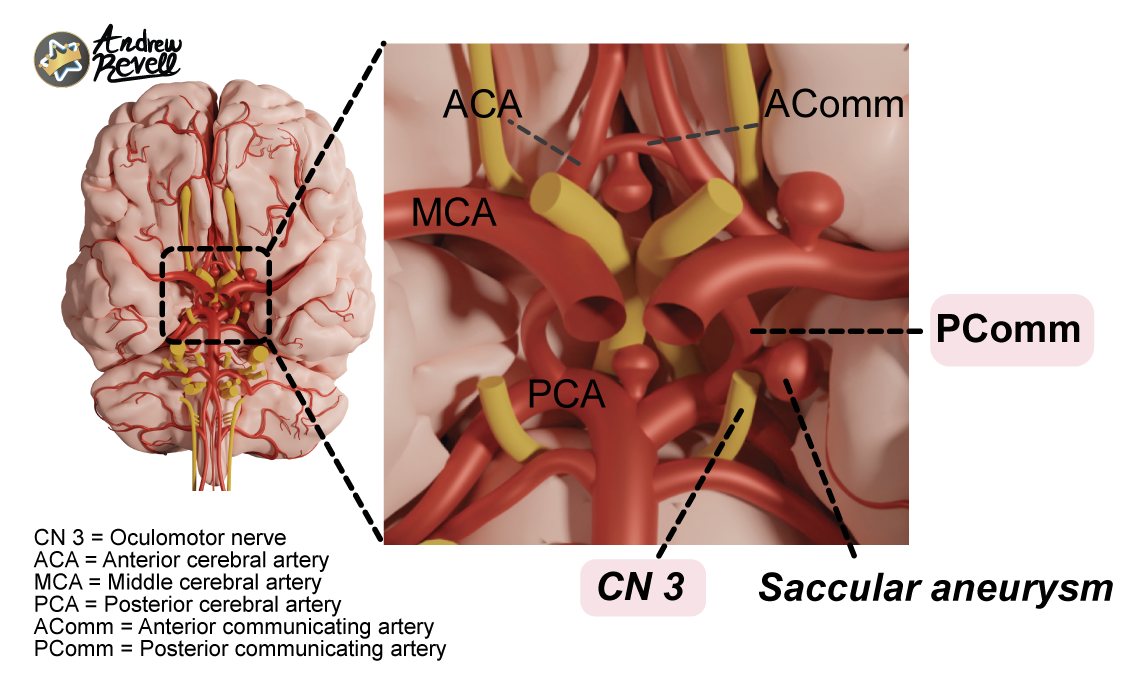 Andrew
Revell
ACA
AComm
MCA
PComm
PCA
CN 3
Saccular aneurysm
CN 3 = Oculomotor nerve
ACA = Anterior cerebral artery
MCA = Middle cerebral artery
PCA = Posterior cerebral artery
AComm = Anterior communicating artery
PComm = Posterior communicating artery